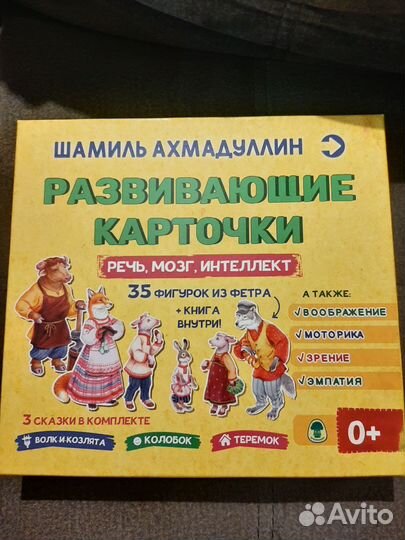 ШАМИЛЬ АХМАДУЛЛИН
РАЗВИВАЮЩИЕ
КАРТОЧКИ
РЕЧЬ, МОЗГ, ИНТЕЛЛЕКТ
35 ФИГУРОК ИЗ ФЕТРА
+ КНИГА
ВНУТРИ!
А ТАКЖЕ:
✓ВООБРАЖЕНИЕ
✓МОТОРИКА
✓ЗРЕНИЕ
✓ЭМПАТИЯ
3 СКАЗКИ В КОМПЛЕКТЕ
ВОЛК И КОЗЛЯТА
КОЛОБОК
ТЕРЕМОК
0+
Avito